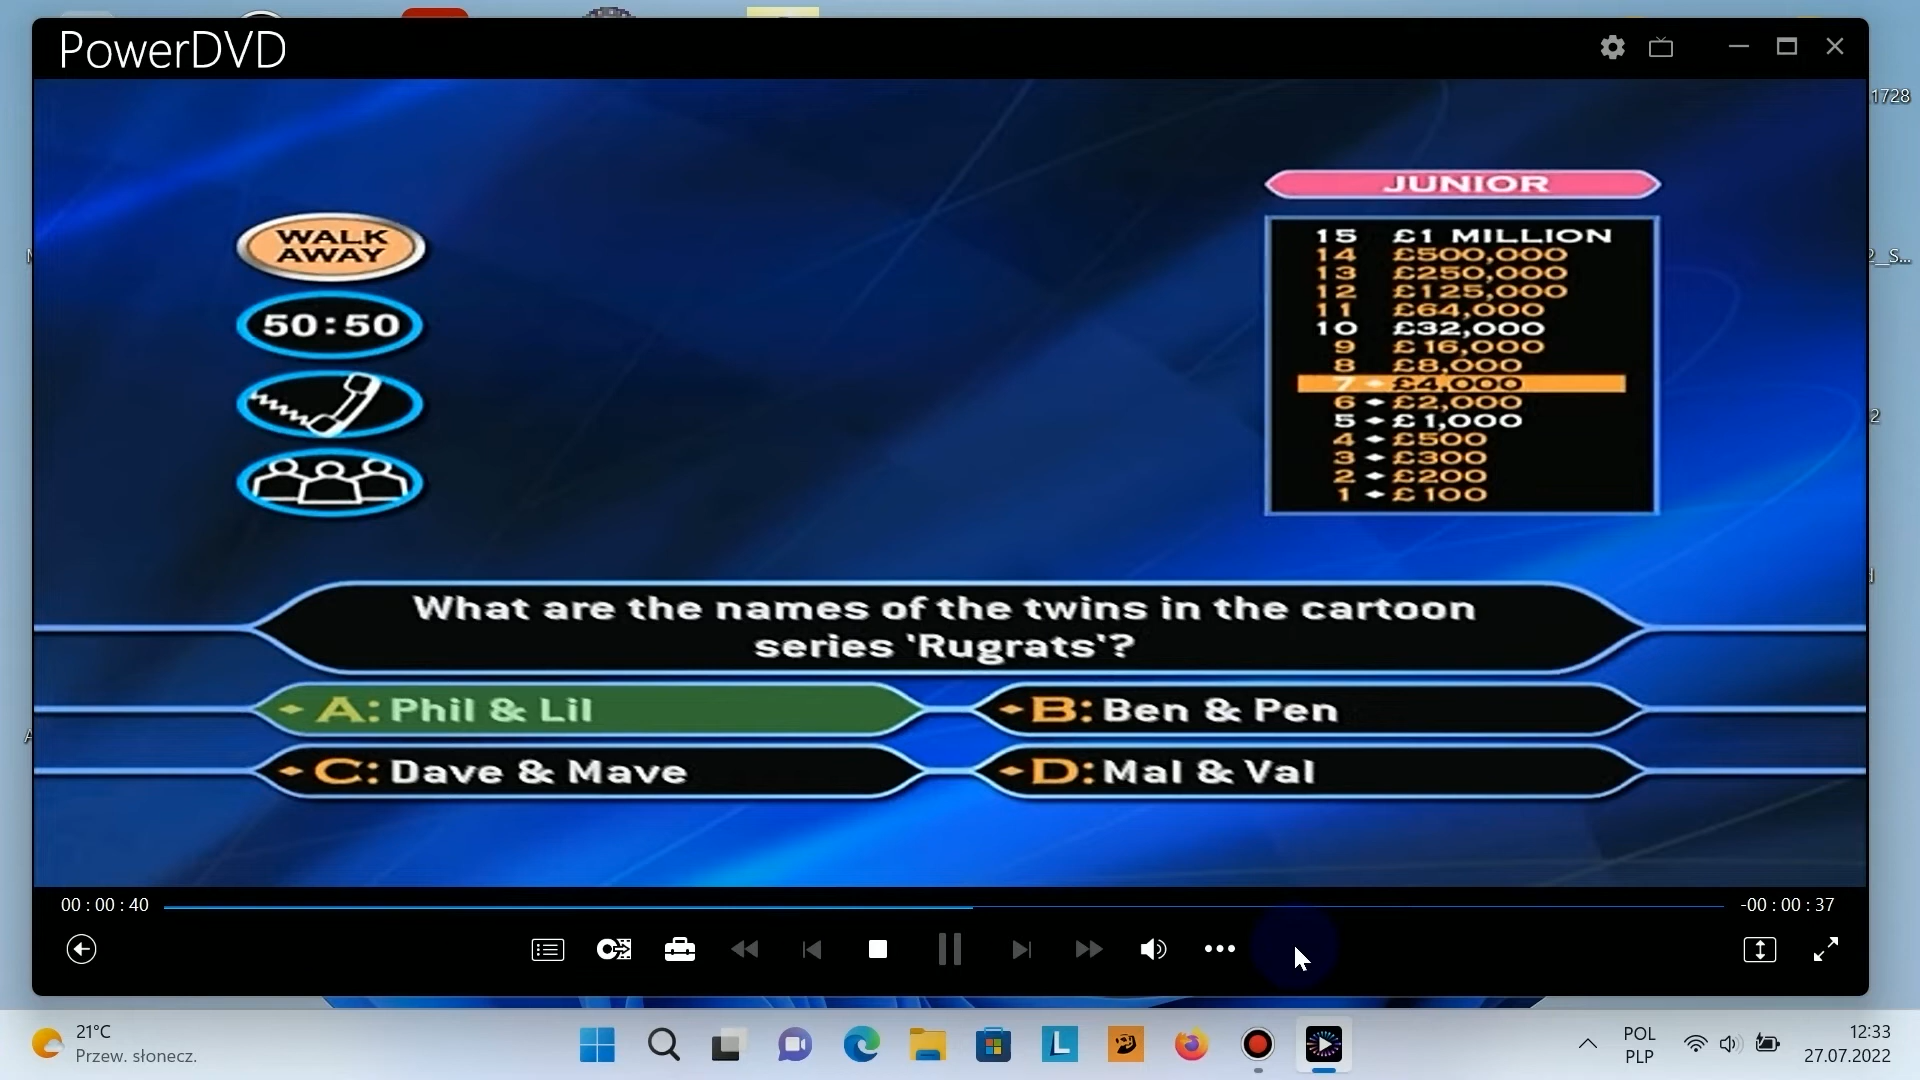 PowerDVD
1728
WALK
AWAY
50:50
JUNIOR
15 £1 MILLION
14 £500,000
13 £250,000
12 £125,000
11 £64,000
10 £32,000
9 £16,000
8 £8,000
7 £4,000
6 £2,000
5 £1,000
4 £500
3 £300
2 £200
1 £100
What are the names of the twins in the cartoon
series 'Rugrats'?
A: Phil & Lil
B: Ben & Pen
C: Dave & Mave
D: Mal & Val
00 : 00 : 40
-00 : 00 : 37
21°C
Przew. słonecz.
POL
PLP
12:33
27.07.2022